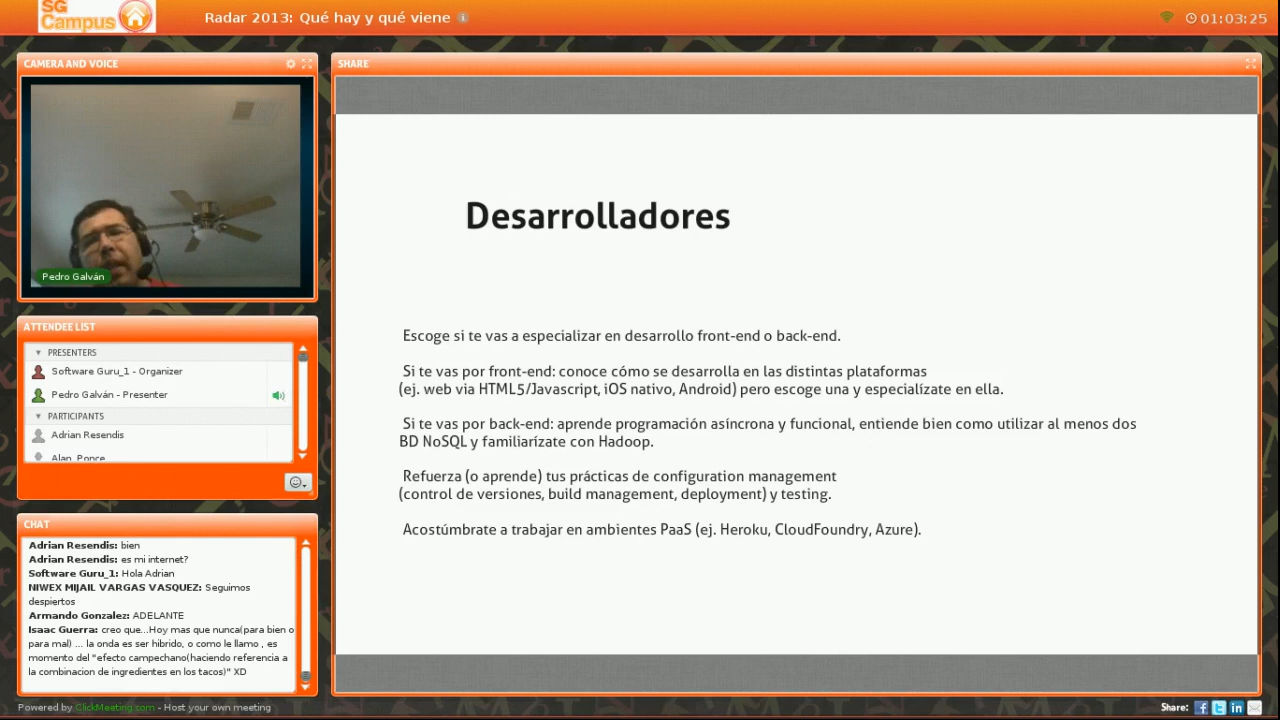 SG
Campus
Radar 2013: Qué hay y qué viene
01:03:25
CAMERA AND VOICE
Pedro Galván
ATTENDEE LIST
PRESENTERS
Software Guru_1 - Organizer
Pedro Galván - Presenter
PARTICIPANTS
Adrian Resendis
Alan Ponce
CHAT
Adrian Resendis: bien
Adrian Resendis: es mi internet?
Software Guru_1: Hola Adrian
NIWEX MIJAIL VARGAS VASQUEZ: Seguimos
despiertos
Armando Gonzalez: ADELANTE
Isaac Guerra: creo que...Hoy mas que nunca(para bien o
para mal) ... la onda es ser hibrido, o como le llamo , es
momento del "efecto campechano(haciendo referencia a
la combinacion de ingredientes en los tacos)" XD
SHARE
Desarrolladores
Escoge si te vas a especializar en desarrollo front-end o back-end.
Si te vas por front-end: conoce cómo se desarrolla en las distintas plataformas
(ej. web via HTML5/Javascript, iOS nativo, Android) pero escoge una y especialízate en ella.
Si te vas por back-end: aprende programación asíncrona y funcional, entiende bien como utilizar al menos dos
BD NoSQL y familiarízate con Hadoop.
Refuerza (o aprende) tus prácticas de configuration management
(control de versiones, build management, deployment) y testing.
Acostúmbrate a trabajar en ambientes PaaS (ej. Heroku, CloudFoundry, Azure).
Powered by ClickMeeting.com - Host your own meeting
Share: